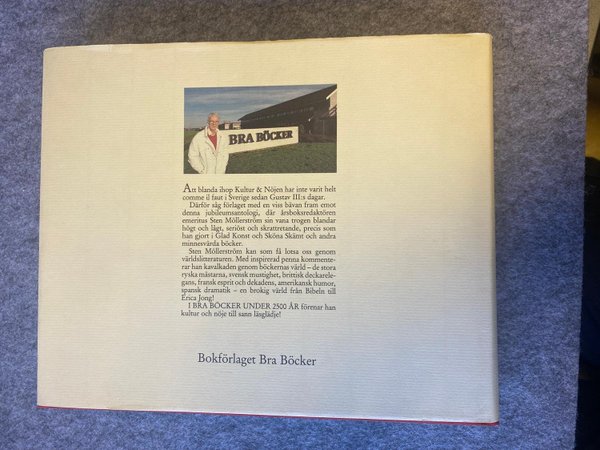 BRA BÖCKER
Att blanda ihop Kultur & Nöjen har inte varit helt
comme il faut i Sverige sedan Gustav III:s dagar.
Därför såg förlaget med en viss bävan fram emot
denna jubileumsantologi, där årsboksredaktören
emeritus Sten Möllerström sin vana trogen blandar
högt och lågt, seriöst och skrattretande, precis som
han gjort i Glad Konst och Sköna Skämt och andra
minnesvärda böcker.
Sten Möllerström kan som få lotsa oss genom
världslitteraturen. Med inspirerad penna kommente-
rar han kavalkaden genom böckernas värld – de stora
ryska mästarna, svensk mustighet, brittisk deckarele-
gans, fransk esprit och dekadens, amerikansk humor,
spansk dramatik – en brokig värld från Bibeln till
Erica Jong!
I BRA BÖCKER UNDER 2500 ÅR förenar han
kultur och nöje till sann läsglädje!
Bokförlaget Bra Böcker